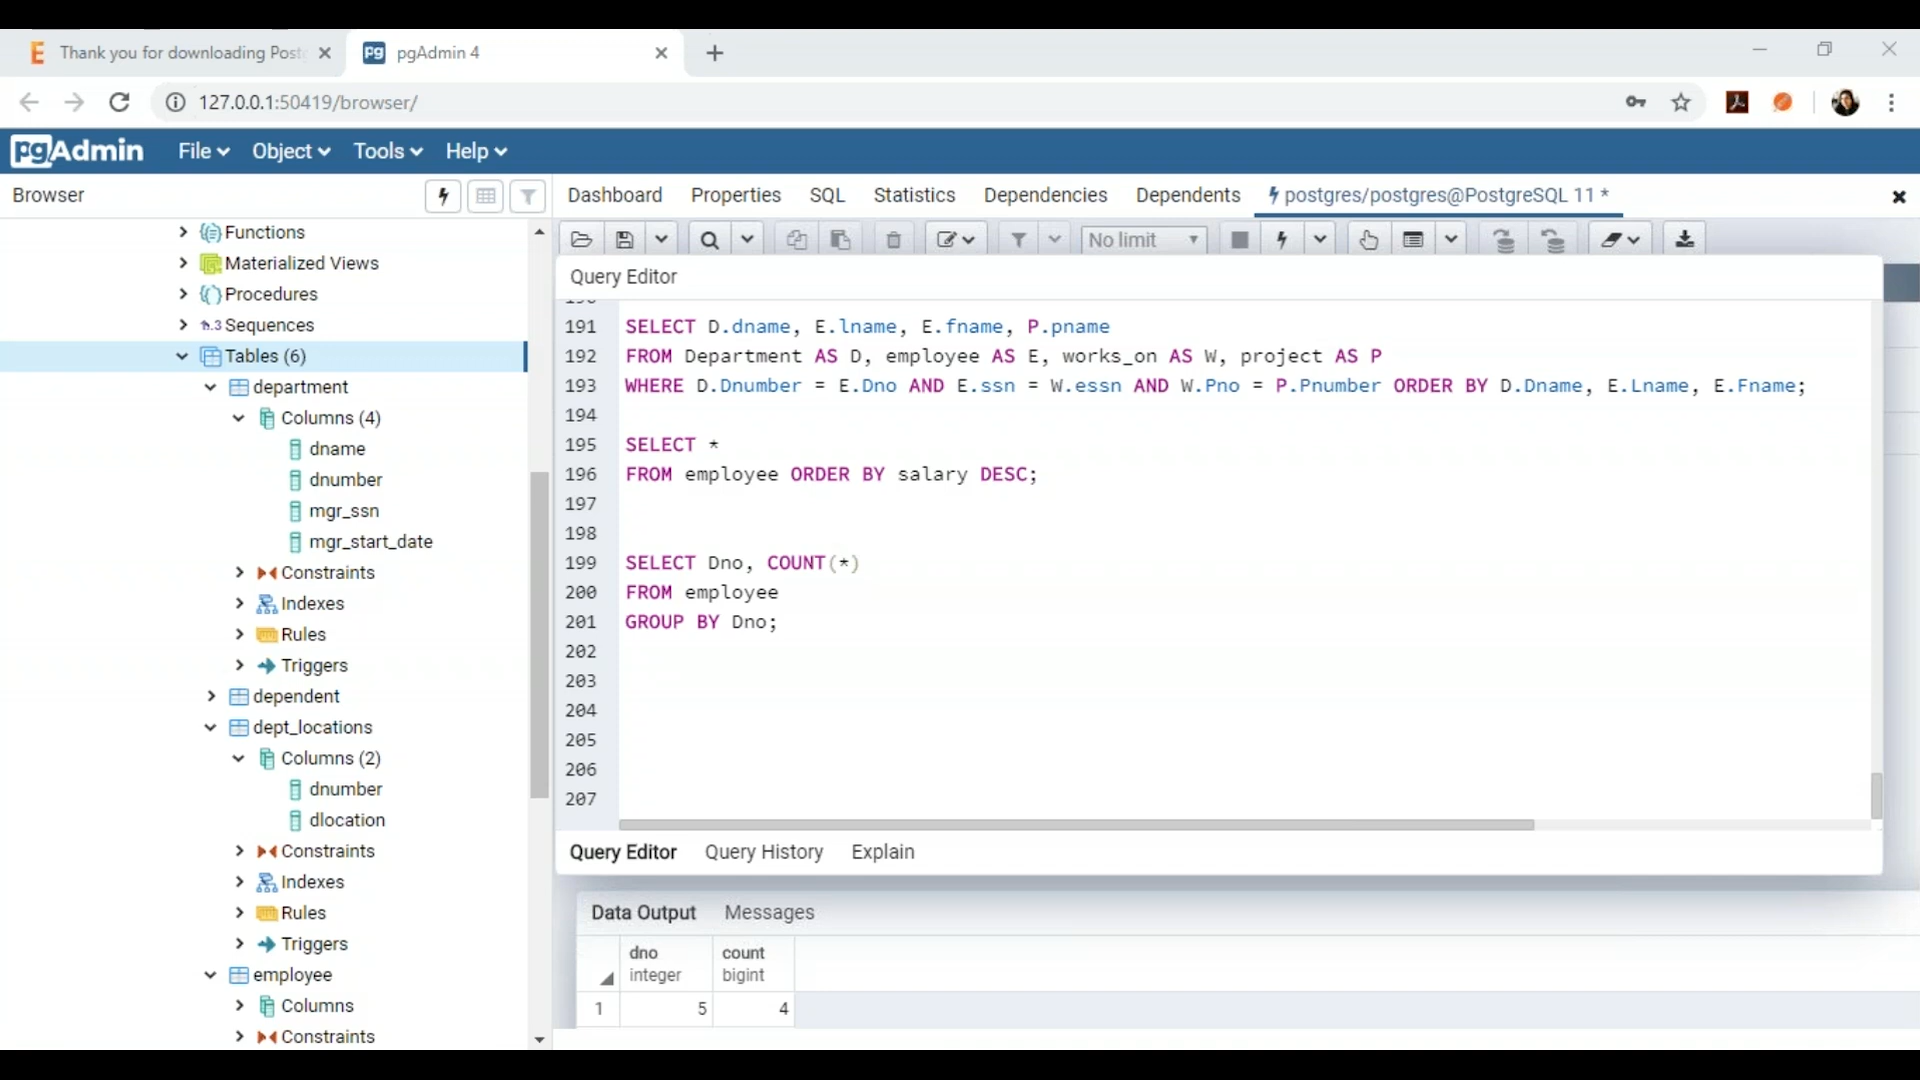 Thank you for downloading Post
pgAdmin 4
127.0.0.1:50419/browser/
pgAdmin File Object Tools Help
Browser
Dashboard Properties SQL Statistics Dependencies Dependents postgres/postgres@PostgreSQL 11 *
No limit
Functions
Materialized Views
Procedures
1..3 Sequences
Tables (6)
department
Columns (4)
dname
dnumber
mgr_ssn
mgr_start_date
Constraints
Indexes
Rules
Triggers
dependent
dept_locations
Columns (2)
dnumber
dlocation
Constraints
Indexes
Rules
Triggers
employee
Columns
Constraints
Query Editor
191 SELECT D.dname, E.lname, E.fname, P.pname
192 FROM Department AS D, employee AS E, works_on AS W, project AS P
193 WHERE D.Dnumber = E.Dno AND E.ssn = W.essn AND W.Pno = P.Pnumber ORDER BY D.Dname, E.Lname, E.Fname;
194
195 SELECT *
196 FROM employee ORDER BY salary DESC;
197
198
199 SELECT Dno, COUNT(*)
200 FROM employee
201 GROUP BY Dno;
202
203
204
205
206
207
Query Editor Query History Explain
Data Output Messages
dno count
integer bigint
1 5 4